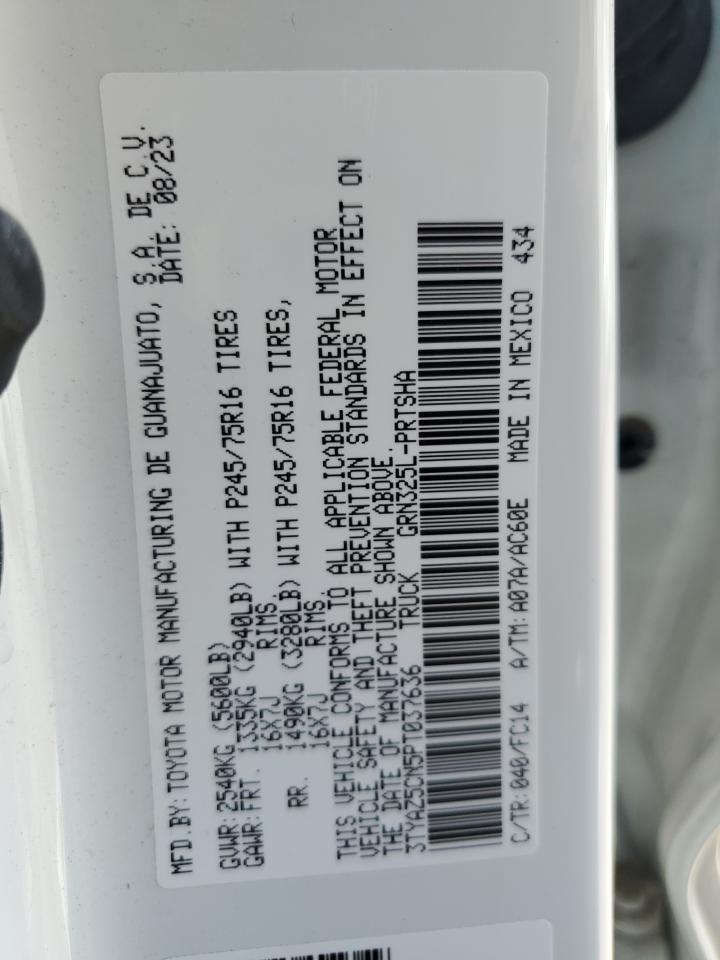 MFD.BY:TOYOTA MOTOR MANUFACTURING DE GUANAJUATO, S.A. DE C.V.
DATE: 08/23
GVWR:2540KG (5600LB)
GAWR:FRT. 1335KG (2940LB) WITH P245/75R16 TIRES
16X7J RIMS.
RR. 1490KG (3280LB) WITH P245/75R16 TIRES,
16X7J RIMS.
THIS VEHICLE CONFORMS TO ALL APPLICABLE FEDERAL MOTOR
VEHICLE SAFETY AND THEFT PREVENTION STANDARDS IN EFFECT ON
THE DATE OF MANUFACTURE SHOWN ABOVE.
3TYAZ5CN5PT037636 TRUCK GRN325L-PRTSHA
C/TR:040/FC14 A/TM:A07A/AC60E MADE IN MEXICO 434